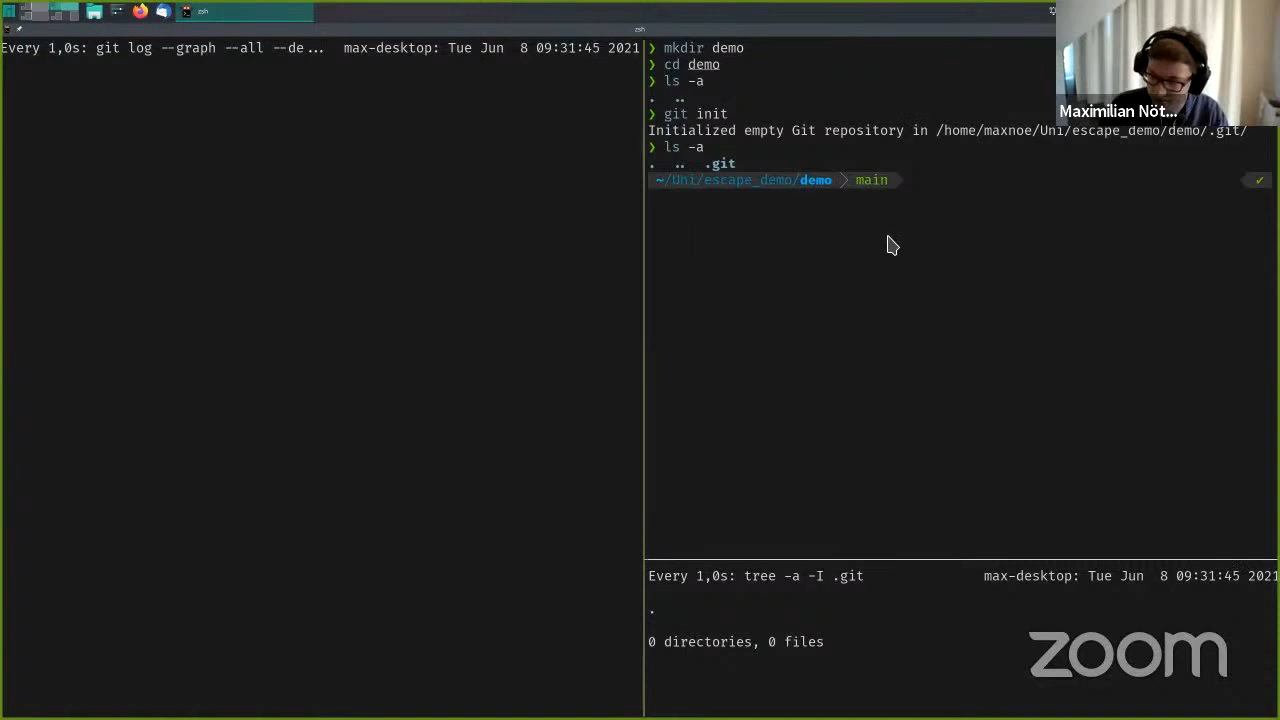 zsh
zsh
Every 1,0s: git log --graph --all --de... max-desktop: Tue Jun 8 09:31:45 2021
❯ mkdir demo
❯ cd demo
❯ ls -a
. ..
❯ git init
Initialized empty Git repository in /home/maxnoe/Uni/escape_demo/demo/.git/
❯ ls -a
. .. .git
~/Uni/escape_demo/demo main ✔
Maximilian Nöt...
Every 1,0s: tree -a -I .git max-desktop: Tue Jun 8 09:31:45 2021
.
0 directories, 0 files
zoom